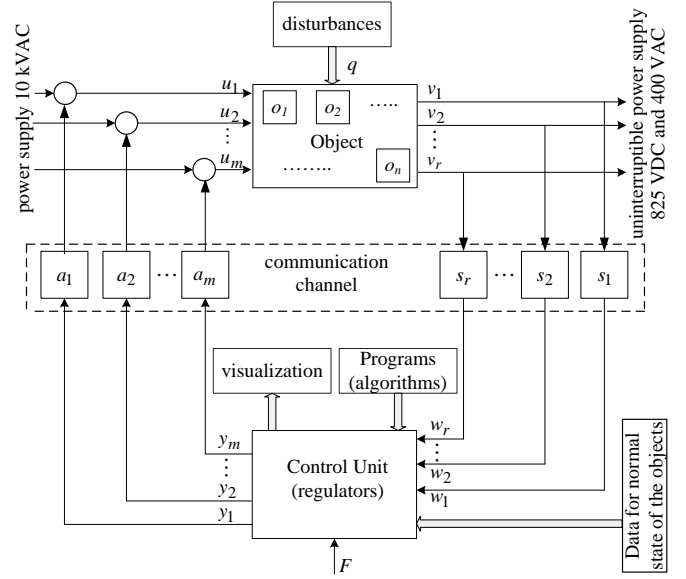 disturbances
q
power supply 10 kVAC
u1
u2
⋮
um
o1
o2
.....
Object
........
on
v1
v2
⋮
vr
uninterruptible power supply
825 VDC and 400 VAC
a1
a2
...
am
communication
channel
sr
...
s2
s1
visualization
Programs
(algorithms)
ym
⋮
y2
y1
Control Unit
(regulators)
wr
⋮
w2
w1
Data for normal
state of the objects
F